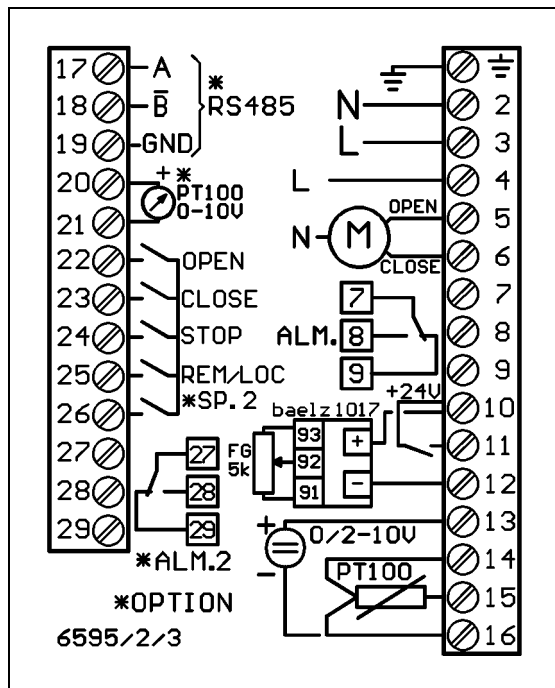 17 A
*
18 B̅ RS485
19 GND
20 + *
PT100
21 0-10V
22 OPEN
23 CLOSE
24 STOP
25 REM/LOC
26 *SP.2
27 27
28 28
29 29
*ALM.2
*OPTION
6595/2/3
N 2
L 3
L 4
OPEN 5
N M
CLOSE 6
7 7
ALM. 8 8
9 9
+24V
baelz1017 10
93 +
FG 92 11
5k
91 - 12
+ 0/2-10V 13
- 14
PT100 15
16